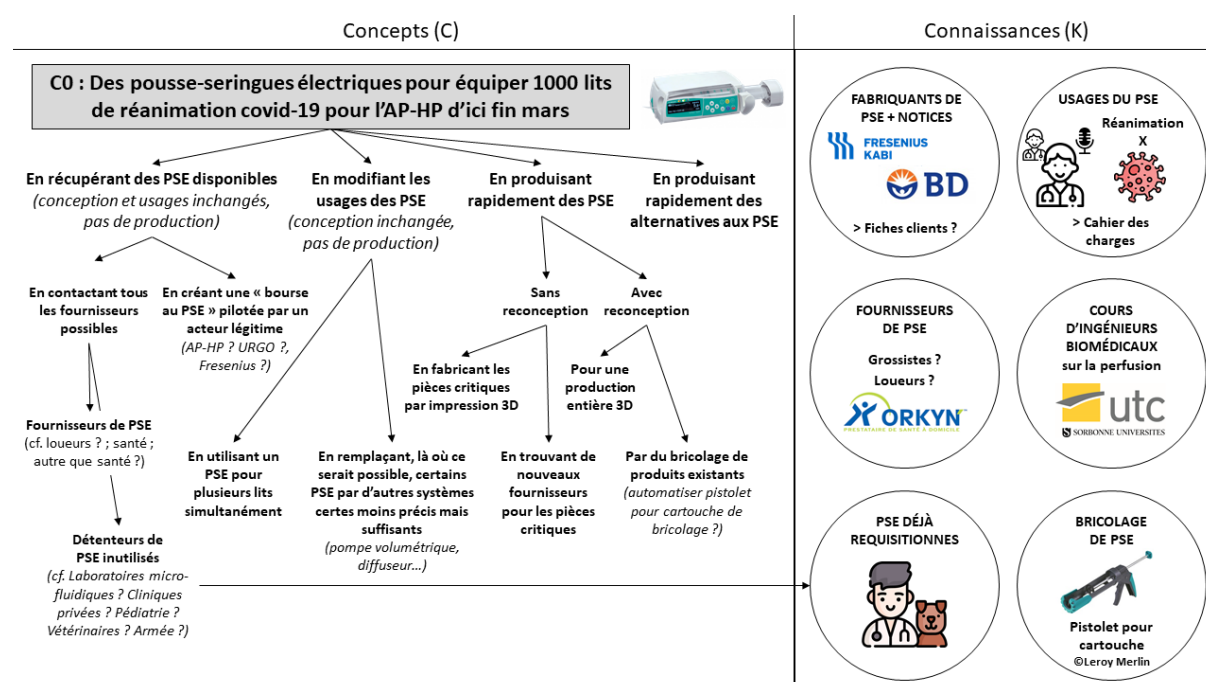 Concepts (C)
Connaissances (K)
C0 : Des pousse-seringues électriques pour équiper 1000 lits
de réanimation covid-19 pour l'AP-HP d'ici fin mars
En récupérant des PSE disponibles
(conception et usages inchangés,
pas de production)
En modifiant les
usages des PSE
(conception inchangée,
pas de production)
En produisant
rapidement des PSE
En produisant
rapidement des
alternatives aux PSE
En contactant tous
les fournisseurs
possibles
En créant une « bourse
au PSE » pilotée par un
acteur légitime
(AP-HP ? URGO ?,
Fresenius ?)
Sans
reconception
Avec
reconception
En fabricant les
pièces critiques
par impression 3D
Pour une
production
entière 3D
Fournisseurs de PSE
(cf. loueurs ? ; santé ;
autre que santé ?)
En utilisant un
PSE pour
plusieurs lits
simultanément
En remplaçant, là où ce
serait possible, certains
PSE par d'autres systèmes
certes moins précis mais
suffisants
(pompe volumétrique,
diffuseur…)
En trouvant de
nouveaux
fournisseurs
pour les pièces
critiques
Par du bricolage de
produits existants
(automatiser pistolet
pour cartouche de
bricolage ?)
Détenteurs de
PSE inutilisés
(cf. Laboratoires micro-
fluidiques ? Cliniques
privées ? Pédiatrie ?
Vétérinaires ? Armée ?)
FABRIQUANTS DE
PSE + NOTICES
FRESENIUS
KABI
BD
> Fiches clients ?
USAGES DU PSE
Réanimation
X
> Cahier des
charges
FOURNISSEURS
DE PSE
Grossistes ?
Loueurs ?
ORKYN'
PRESTATAIRE DE SANTÉ À DOMICILE
COURS
D'INGÉNIEURS
BIOMÉDICAUX
sur la perfusion
utc
SORBONNE UNIVERSITES
PSE DÉJÀ
REQUISITIONNES
BRICOLAGE
DE PSE
Pistolet pour
cartouche
©Leroy Merlin